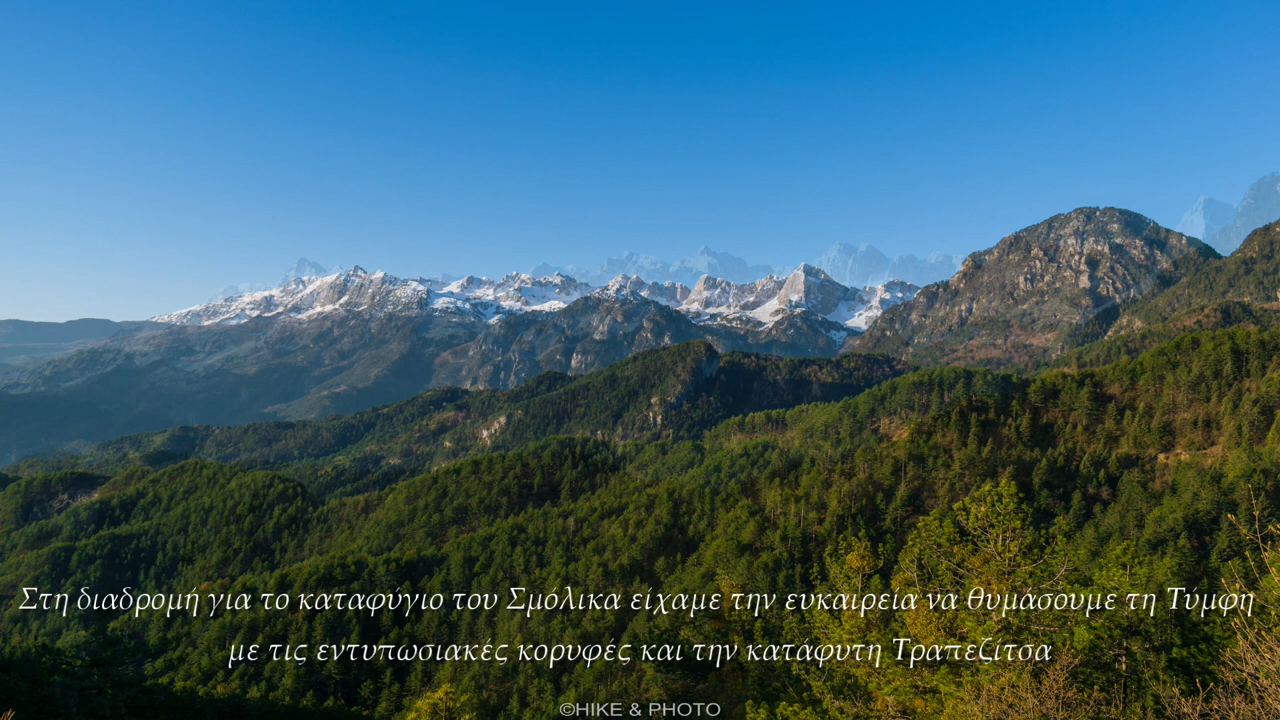 Στη διαδρομή για το καταφύγιο του Σμόλικα είχαμε την ευκαιρεία να θυμάσουμε τη Τύμφη
με τις εντυπωσιακές κορυφές και την κατάφυτη Τραπεζίτσα
©HIKE & PHOTO